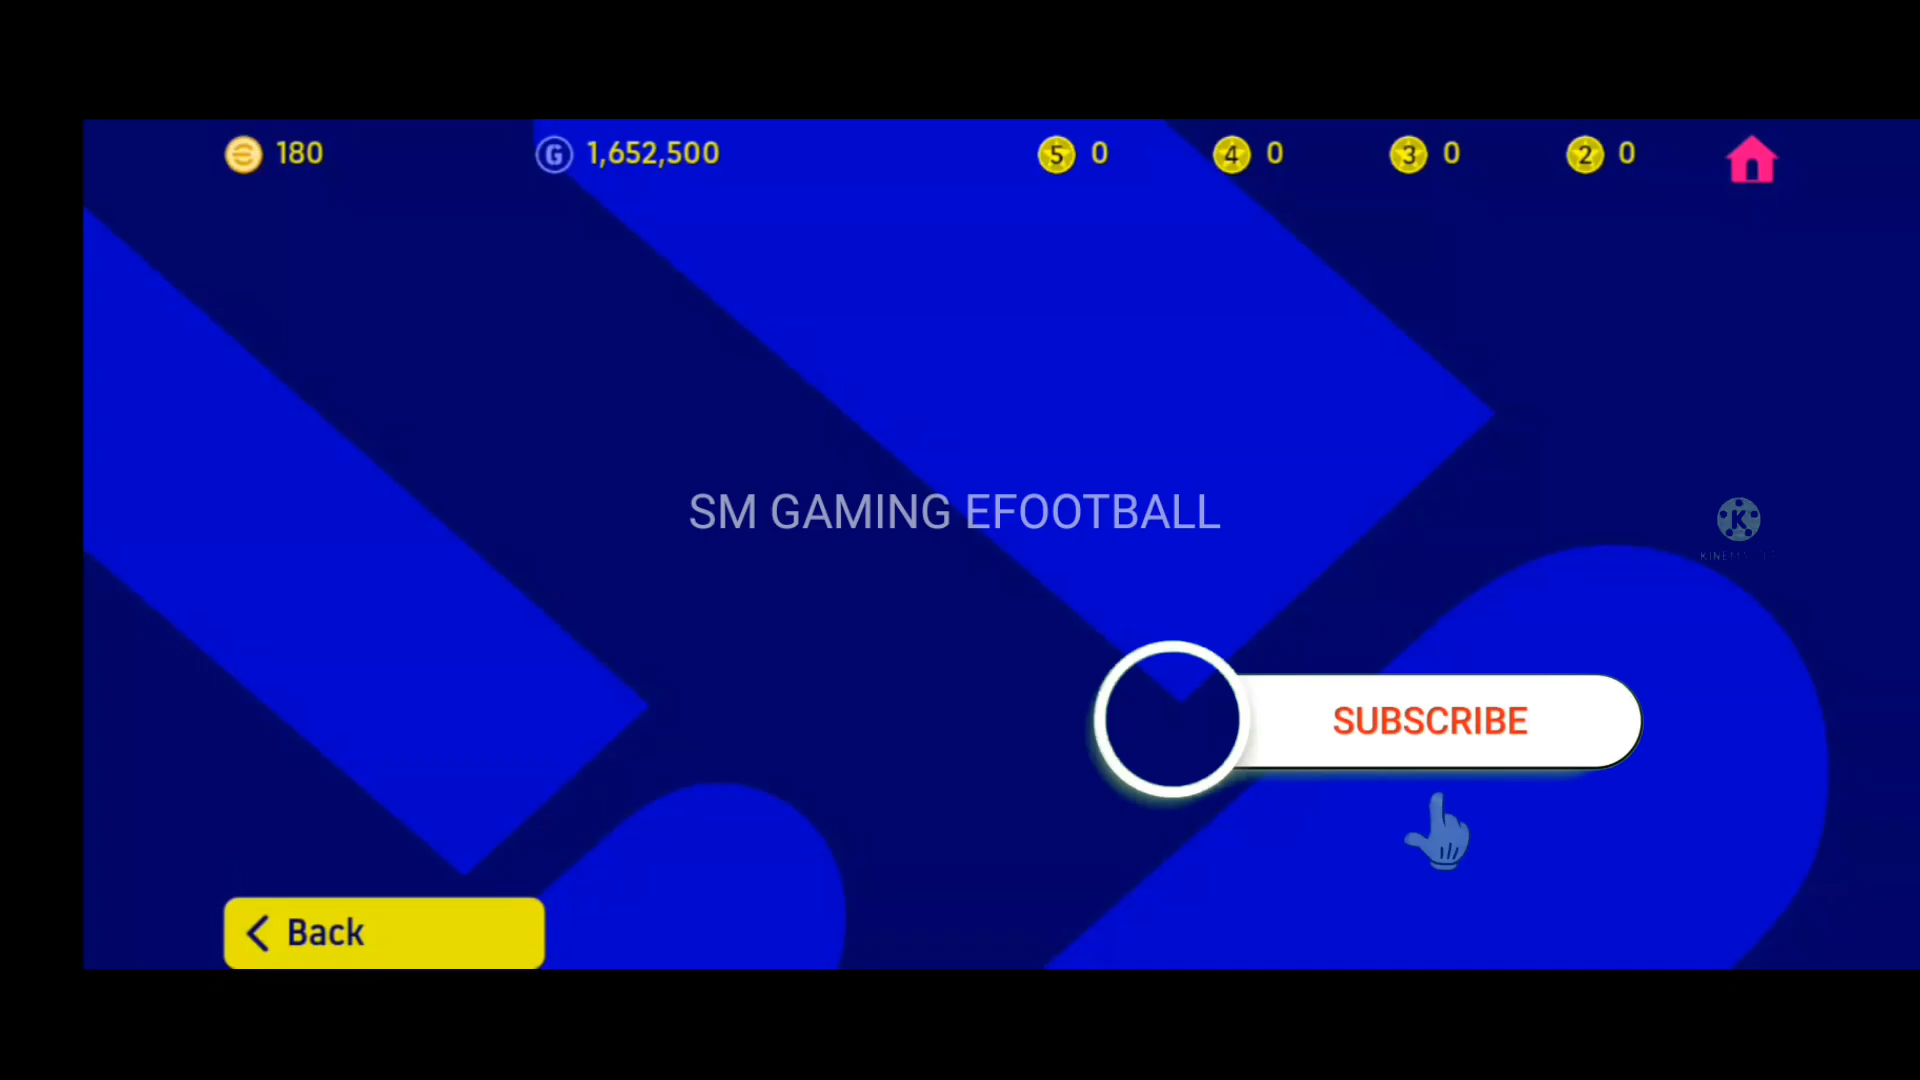 180
G 1,652,500
5 0
4 0
3 0
2 0
SM GAMING EFOOTBALL
K
SUBSCRIBE
Back